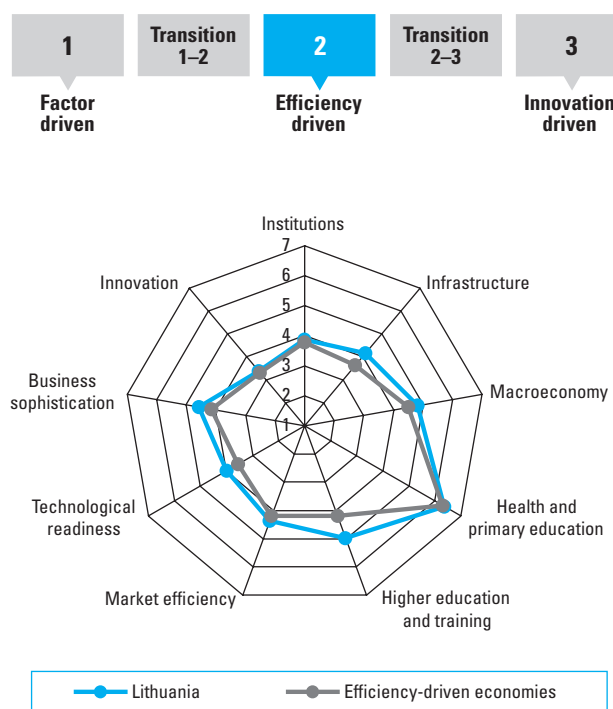 1
Transition
1–2
2
Transition
2–3
3
Factor
driven
Efficiency
driven
Innovation
driven
Institutions
7
6
5
4
3
2
1
Innovation
Infrastructure
Business
sophistication
Macroeconomy
Technological
readiness
Health and
primary education
Market efficiency
Higher education
and training
Lithuania
Efficiency-driven economies